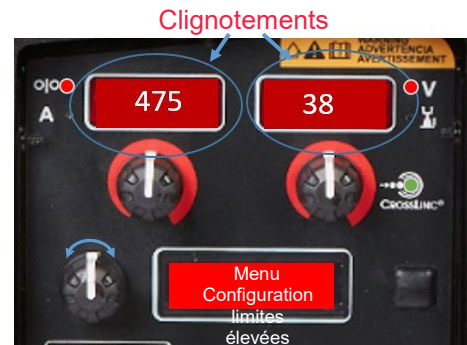 Clignotements
WARNING
ADVERTENCIA
AVERTISSEMENT
V
A
475
38
CROSSLINC®
Menu
Configuration
limites
élevées